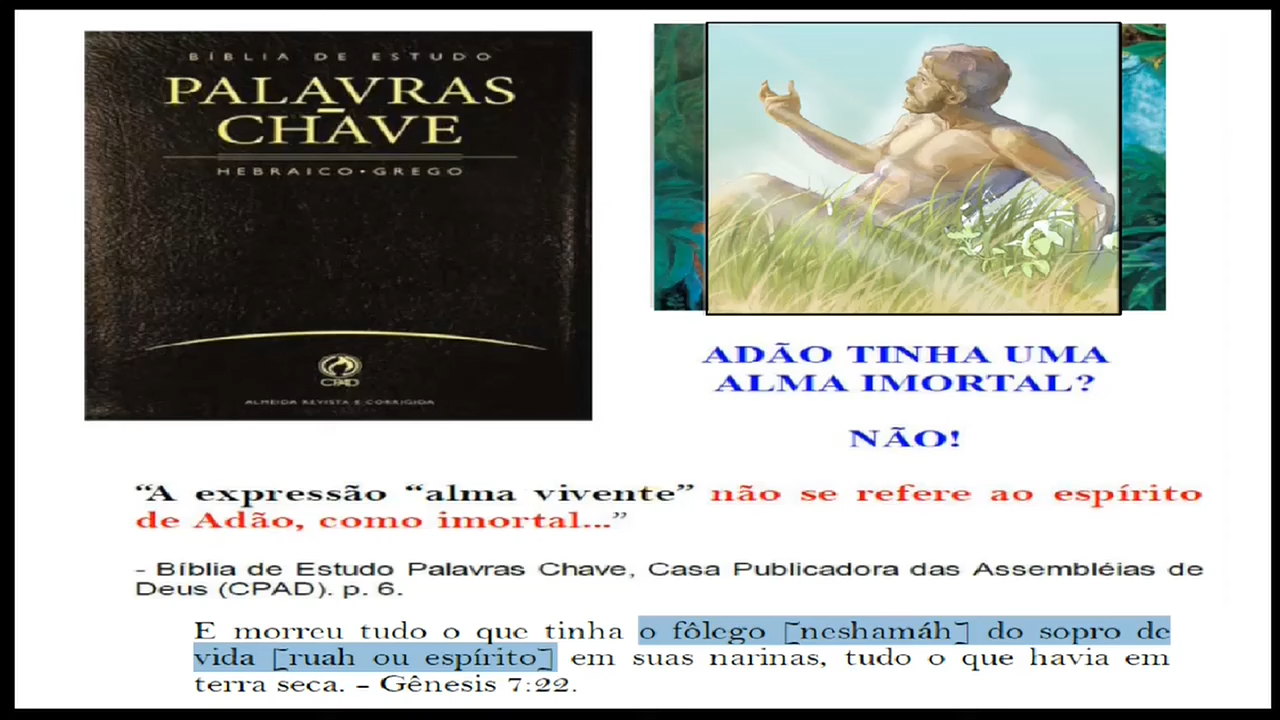 BÍBLIA DE ESTUDO
PALAVRAS
CHAVE
HEBRAICO•GREGO
CPAD
ALMEIDA REVISTA E CORRIGIDA
ADÃO TINHA UMA
ALMA IMORTAL?
NÃO!
“A expressão “alma vivente” não se refere ao espírito
de Adão, como imortal...”
- Bíblia de Estudo Palavras Chave, Casa Publicadora das Assembléias de
Deus (CPAD). p. 6.
E morreu tudo o que tinha o fôlego [neshamáh] do sopro de
vida [ruah ou espírito] em suas narinas, tudo o que havia em
terra seca. – Gênesis 7:22.